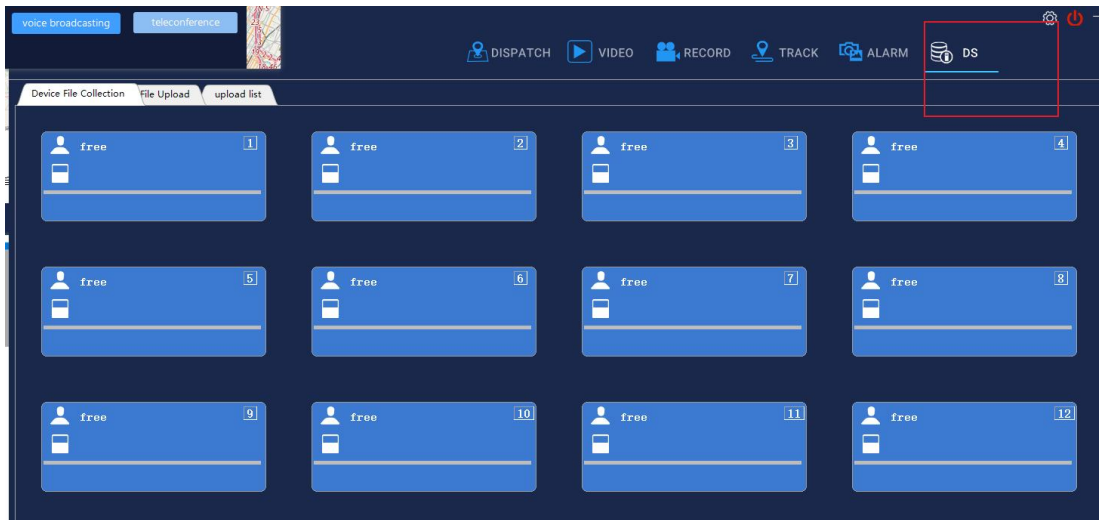 voice broadcasting teleconference
DISPATCH VIDEO RECORD TRACK ALARM DS
Device File Collection File Upload upload list
free 1 free 2 free 3 free 4
free 5 free 6 free 7 free 8
free 9 free 10 free 11 free 12